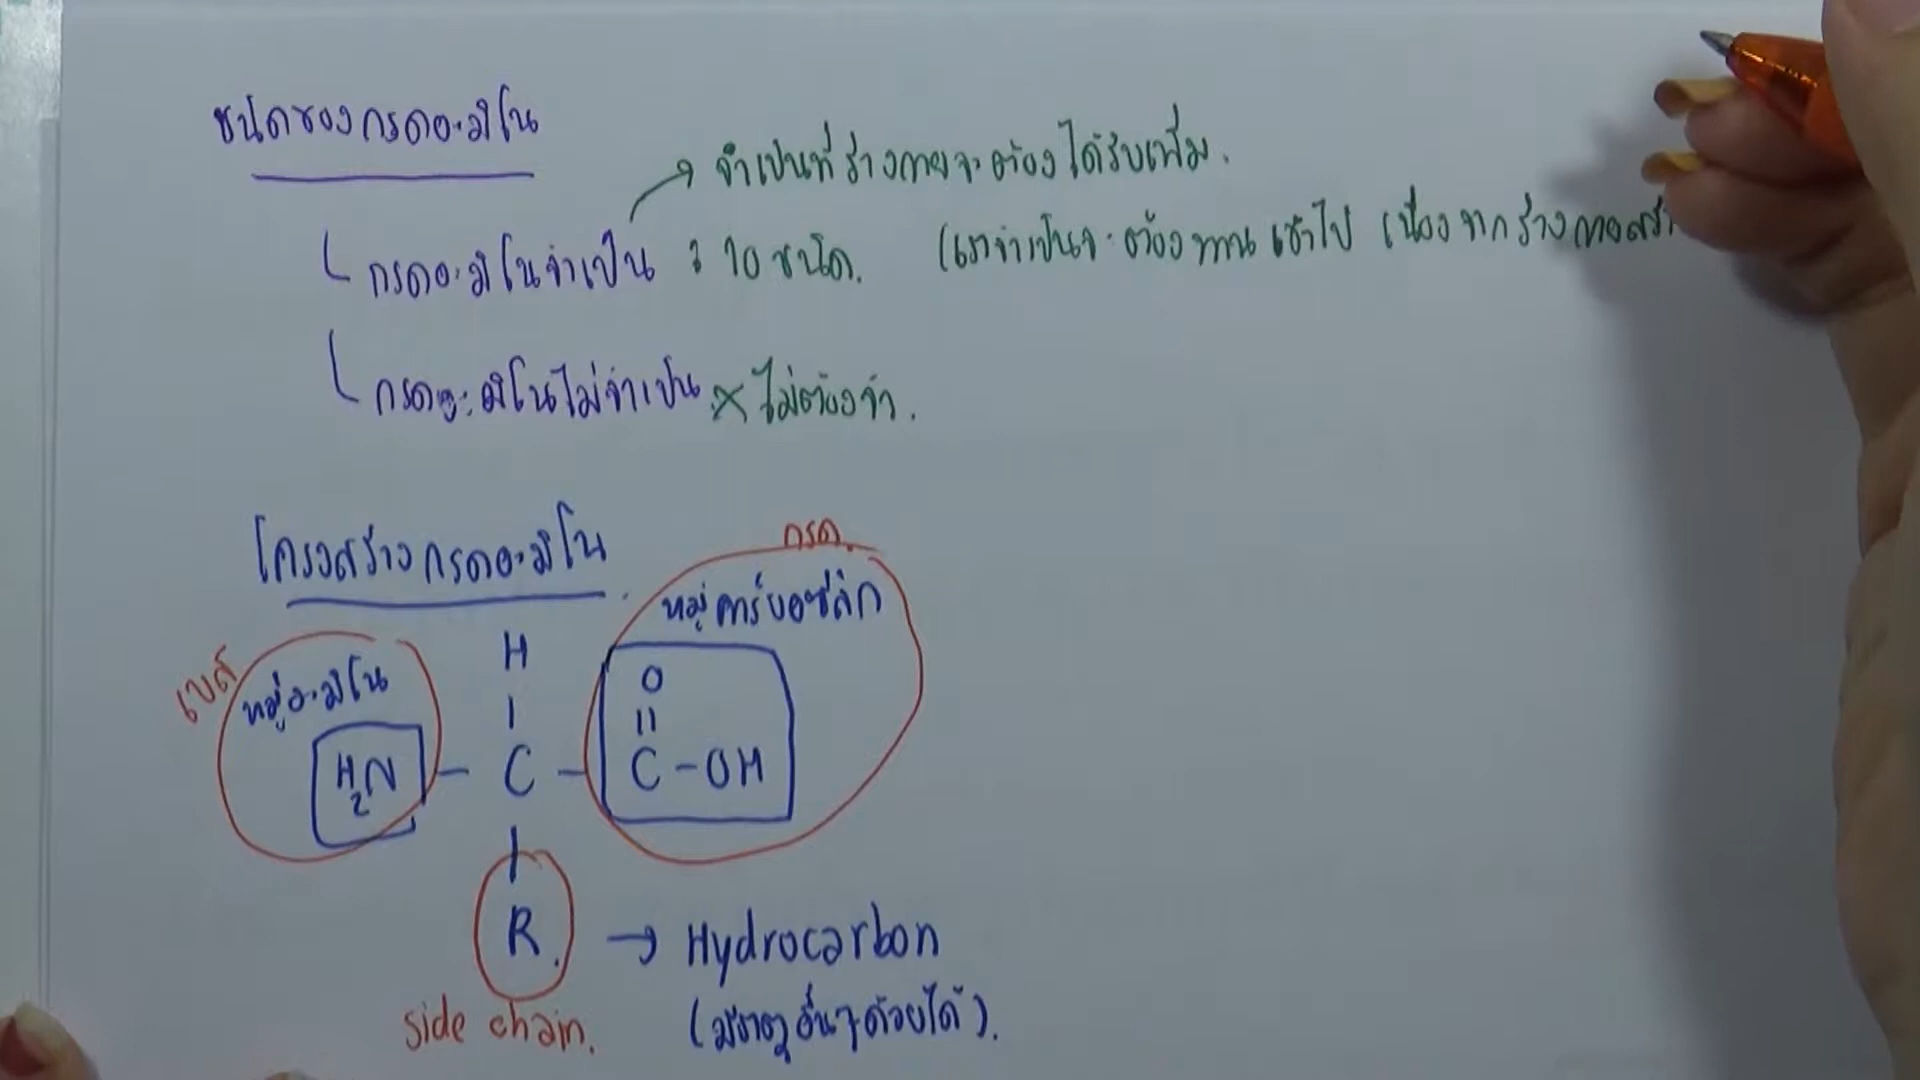 ชนิดของกรดอะมิโน
→ จำเป็นที่ร่างกายจะต้องได้รับเพิ่ม.
กรดอะมิโนจำเป็น : 10 ชนิด. (เราจำเป็นจะต้องทานเข้าไป เนื่องจากร่างกายสร้า
กรดอะมิโนไม่จำเป็น × ไม่ต้องจำ.
โครงสร้างกรดอะมิโน
กรด.
หมู่คาร์บอซีลิก
เบส
หมู่อะมิโน
H
O
H₂N – C – C – OH
R. → Hydrocarbon
side chain. (มีธาตุอื่นๆด้วยได้).